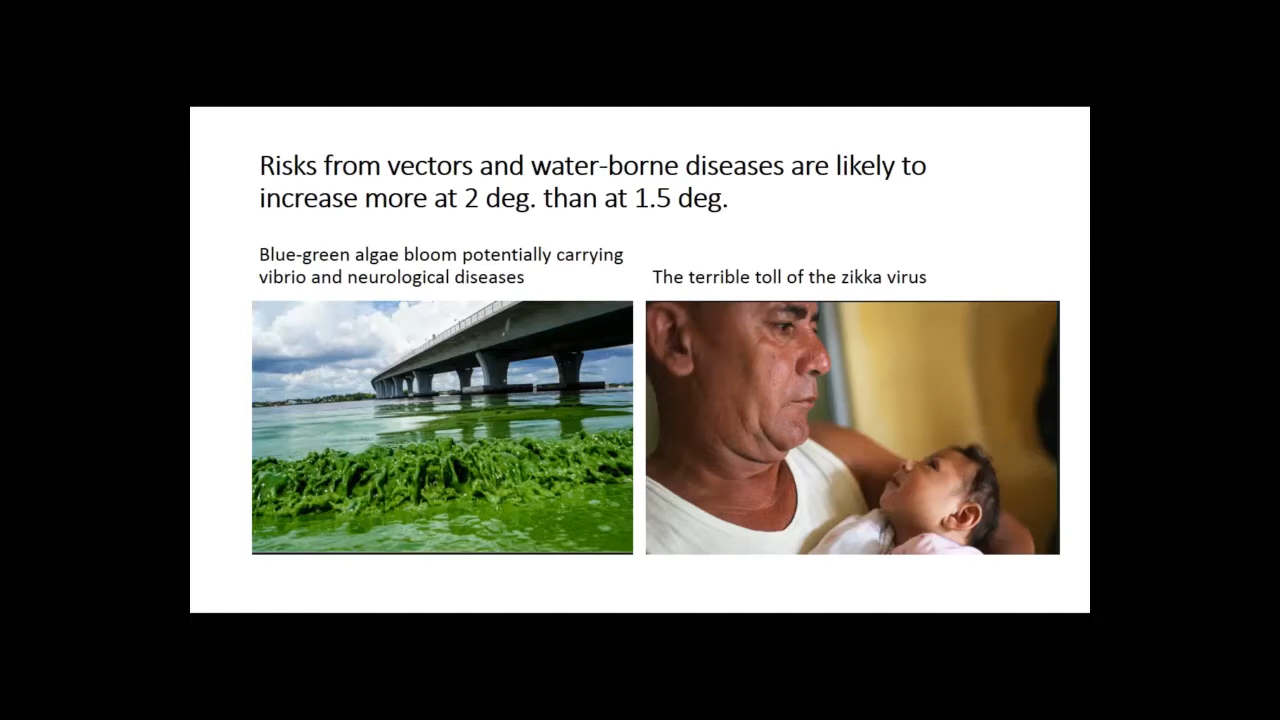 Risks from vectors and water-borne diseases are likely to
increase more at 2 deg. than at 1.5 deg.
Blue-green algae bloom potentially carrying
vibrio and neurological diseases
The terrible toll of the zikka virus